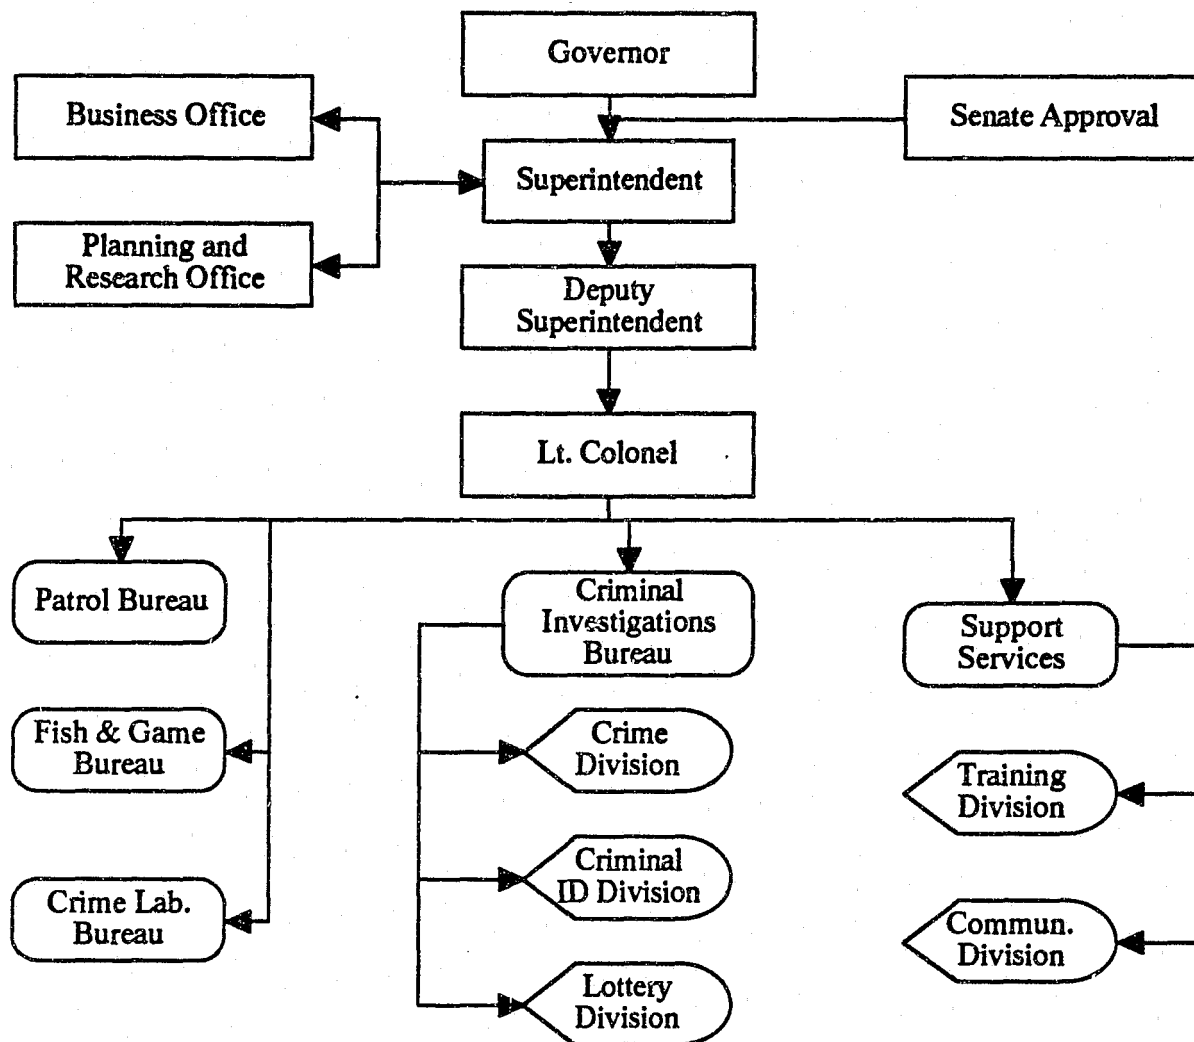 Governor
Business Office
Senate Approval
Superintendent
Planning and
Research Office
Deputy
Superintendent
Lt. Colonel
Patrol Bureau
Criminal
Investigations
Bureau
Support
Services
Fish & Game
Bureau
Crime
Division
Training
Division
Criminal
ID Division
Crime Lab.
Bureau
Commun.
Division
Lottery
Division